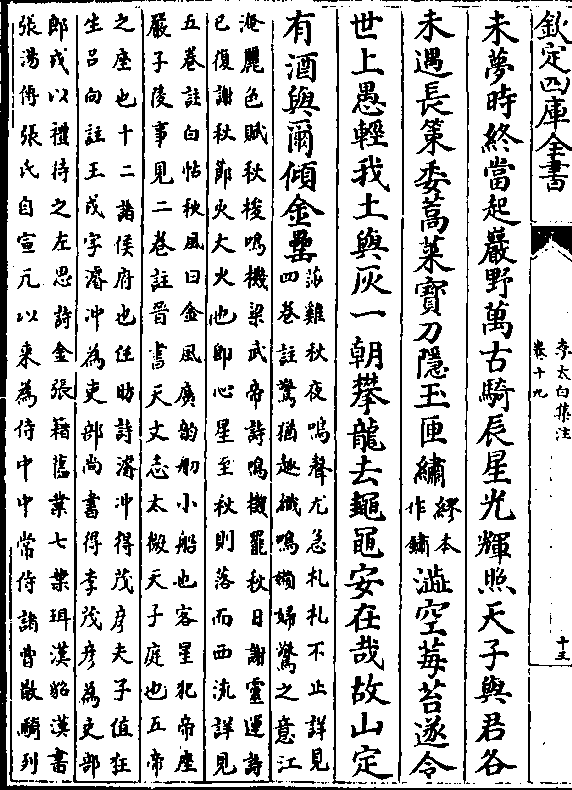 欽定四庫全書
李太白集注
卷十九
十五
未夢時終當起巖野萬古騎辰星光輝照天子與君各
未遇長策委蒿萊寶刀隱玉匣繡繆本作鏽澁空莓苔遂令
世上愚輕我土與灰一朝攀龍去鼃黽安在哉故山定
有酒與爾傾金罍莎雞秋夜鳴聲尤急札札不止詳見
四巻註驚猶趣織鳴嬾婦驚之意江
淹麗色賦秋梭鳴機梁武帝詩鳴機罷秋日謝靈運詩
已復謝秋節火大火也即心星至秋則落而西流詳見
五巻註白帖秋風曰金風廣韵舠小船也客星犯帝座
嚴子陵事見二巻註晉書天文志太微天子庭也五帝
之座也十二諸侯府也任昉詩濬冲得茂彦夫子值狂
生吕向註王戎字濬冲為吏部尚書得李茂彦為吏部
郎戎以禮待之左思詩金張藉舊業七葉珥漢貂漢書
張湯傳張氏自宣元以來為侍中中常侍諸曹散騎列